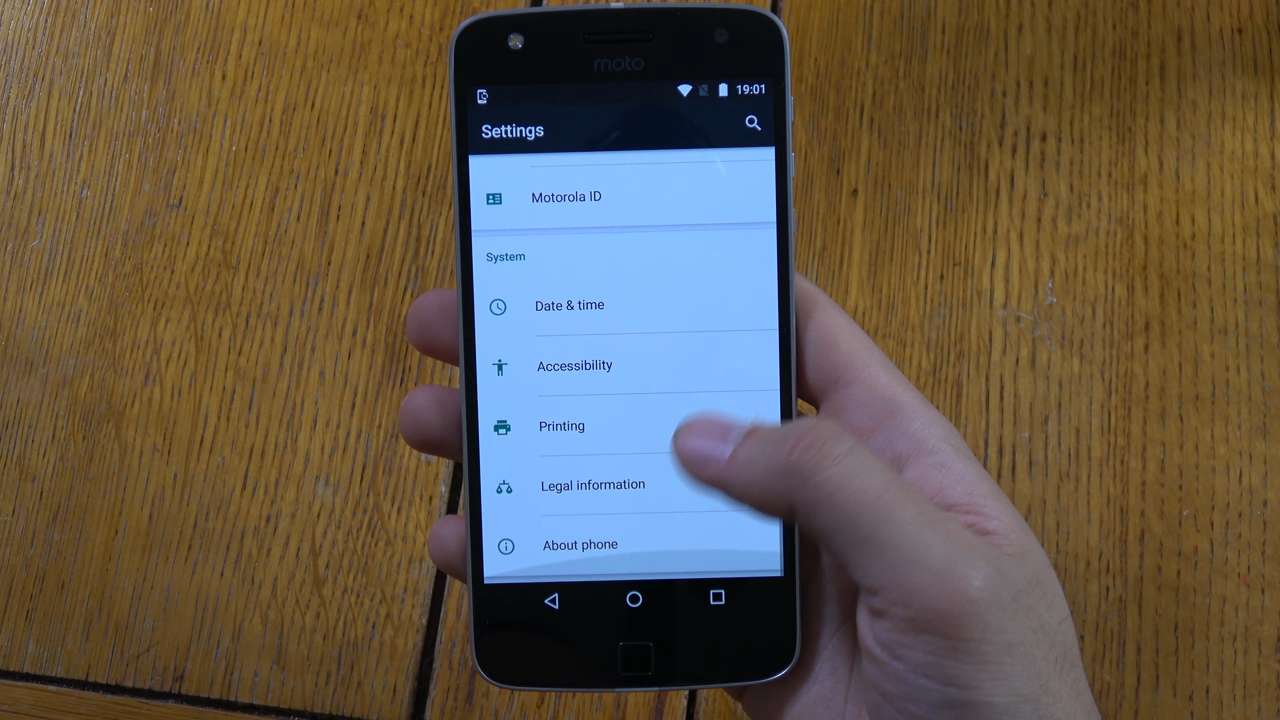 moto
19:01
Settings
Motorola ID
System
Date & time
Accessibility
Printing
Legal information
About phone